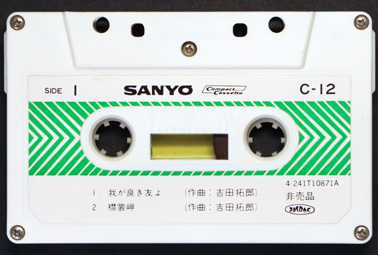 SIDE 1 SANYO Compact Cassette C-12
4-241T10871A
1. 我が良き友よ (作曲:吉田拓郎)
非売品
2. 襟裳岬 (作曲:吉田拓郎)